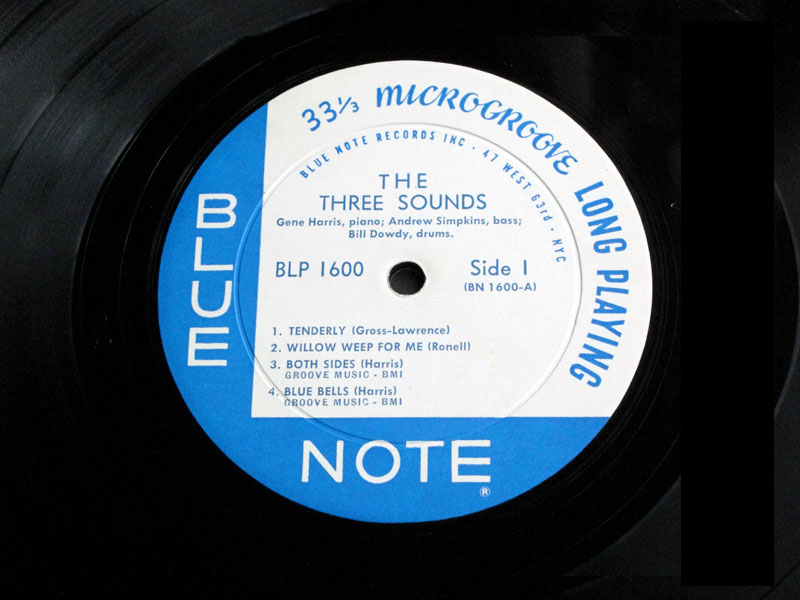 33⅓ MICROGROOVE LONG PLAYING
BLUE NOTE RECORDS INC · 47 WEST 63rd · NYC
THE
THREE SOUNDS
Gene Harris, piano; Andrew Simpkins, bass;
Bill Dowdy, drums.
BLP 1600
Side 1
(BN 1600-A)
1. TENDERLY (Gross-Lawrence)
2. WILLOW WEEP FOR ME (Ronell)
3. BOTH SIDES (Harris)
GROOVE MUSIC - BMI
4. BLUE BELLS (Harris)
GROOVE MUSIC - BMI
BLUE
NOTE
®